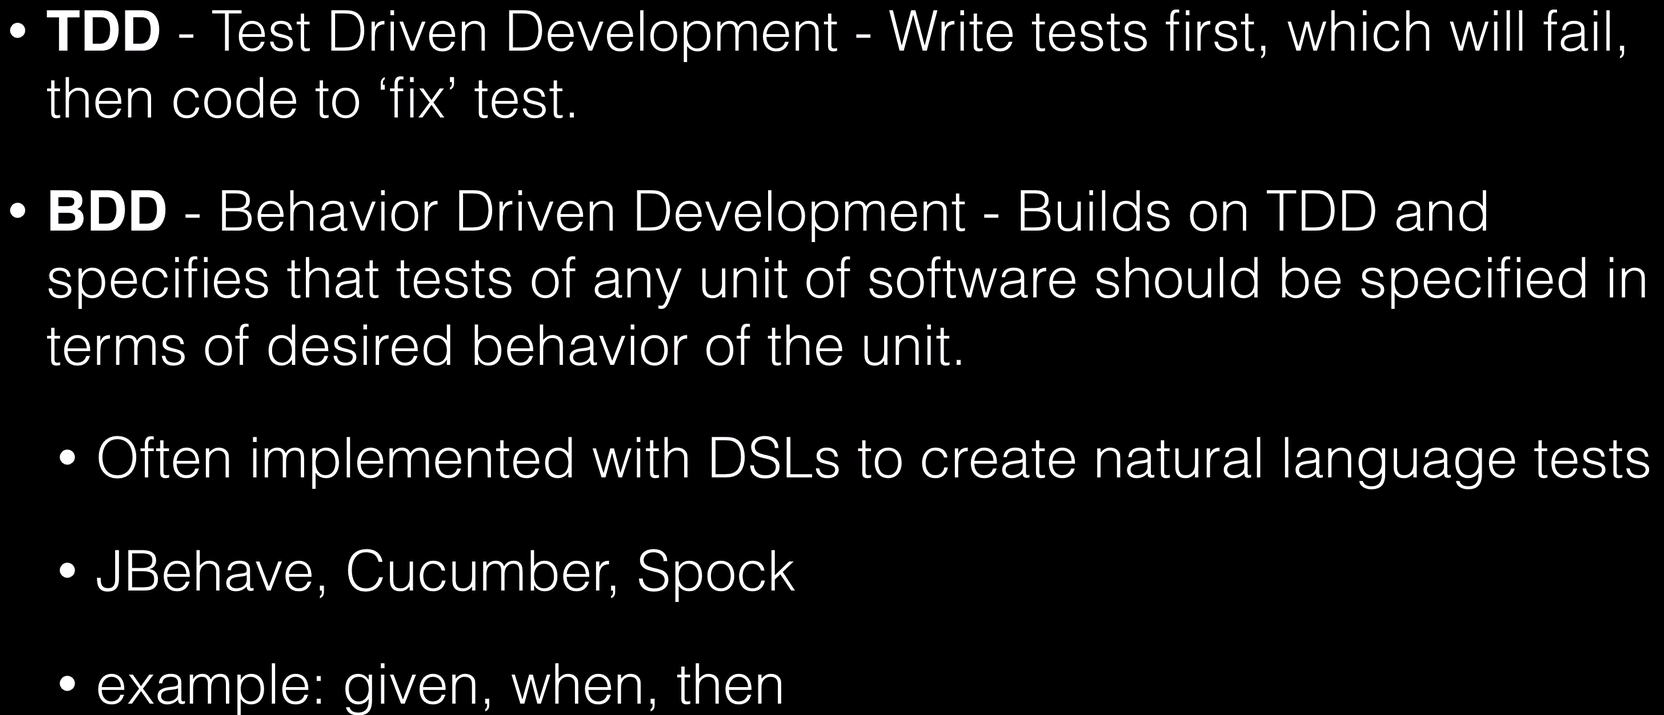 • TDD - Test Driven Development - Write tests first, which will fail,
then code to ‘fix’ test.
• BDD - Behavior Driven Development - Builds on TDD and
specifies that tests of any unit of software should be specified in
terms of desired behavior of the unit.
• Often implemented with DSLs to create natural language tests
• JBehave, Cucumber, Spock
• example: given, when, then